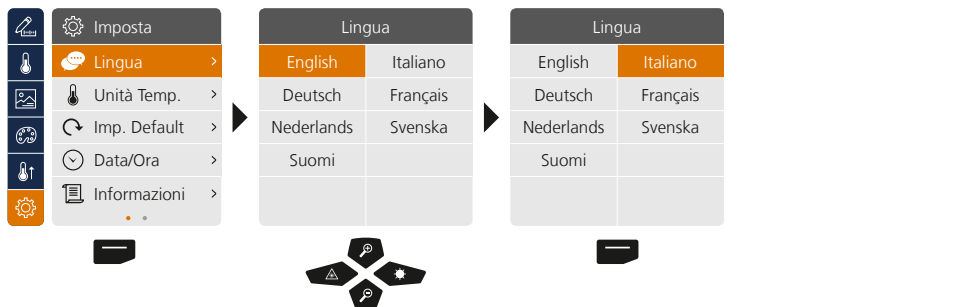 Imposta
Lingua
Unità Temp.
Imp. Default
Data/Ora
Informazioni
Lingua
English Italiano
Deutsch Français
Nederlands Svenska
Suomi
Lingua
English Italiano
Deutsch Français
Nederlands Svenska
Suomi